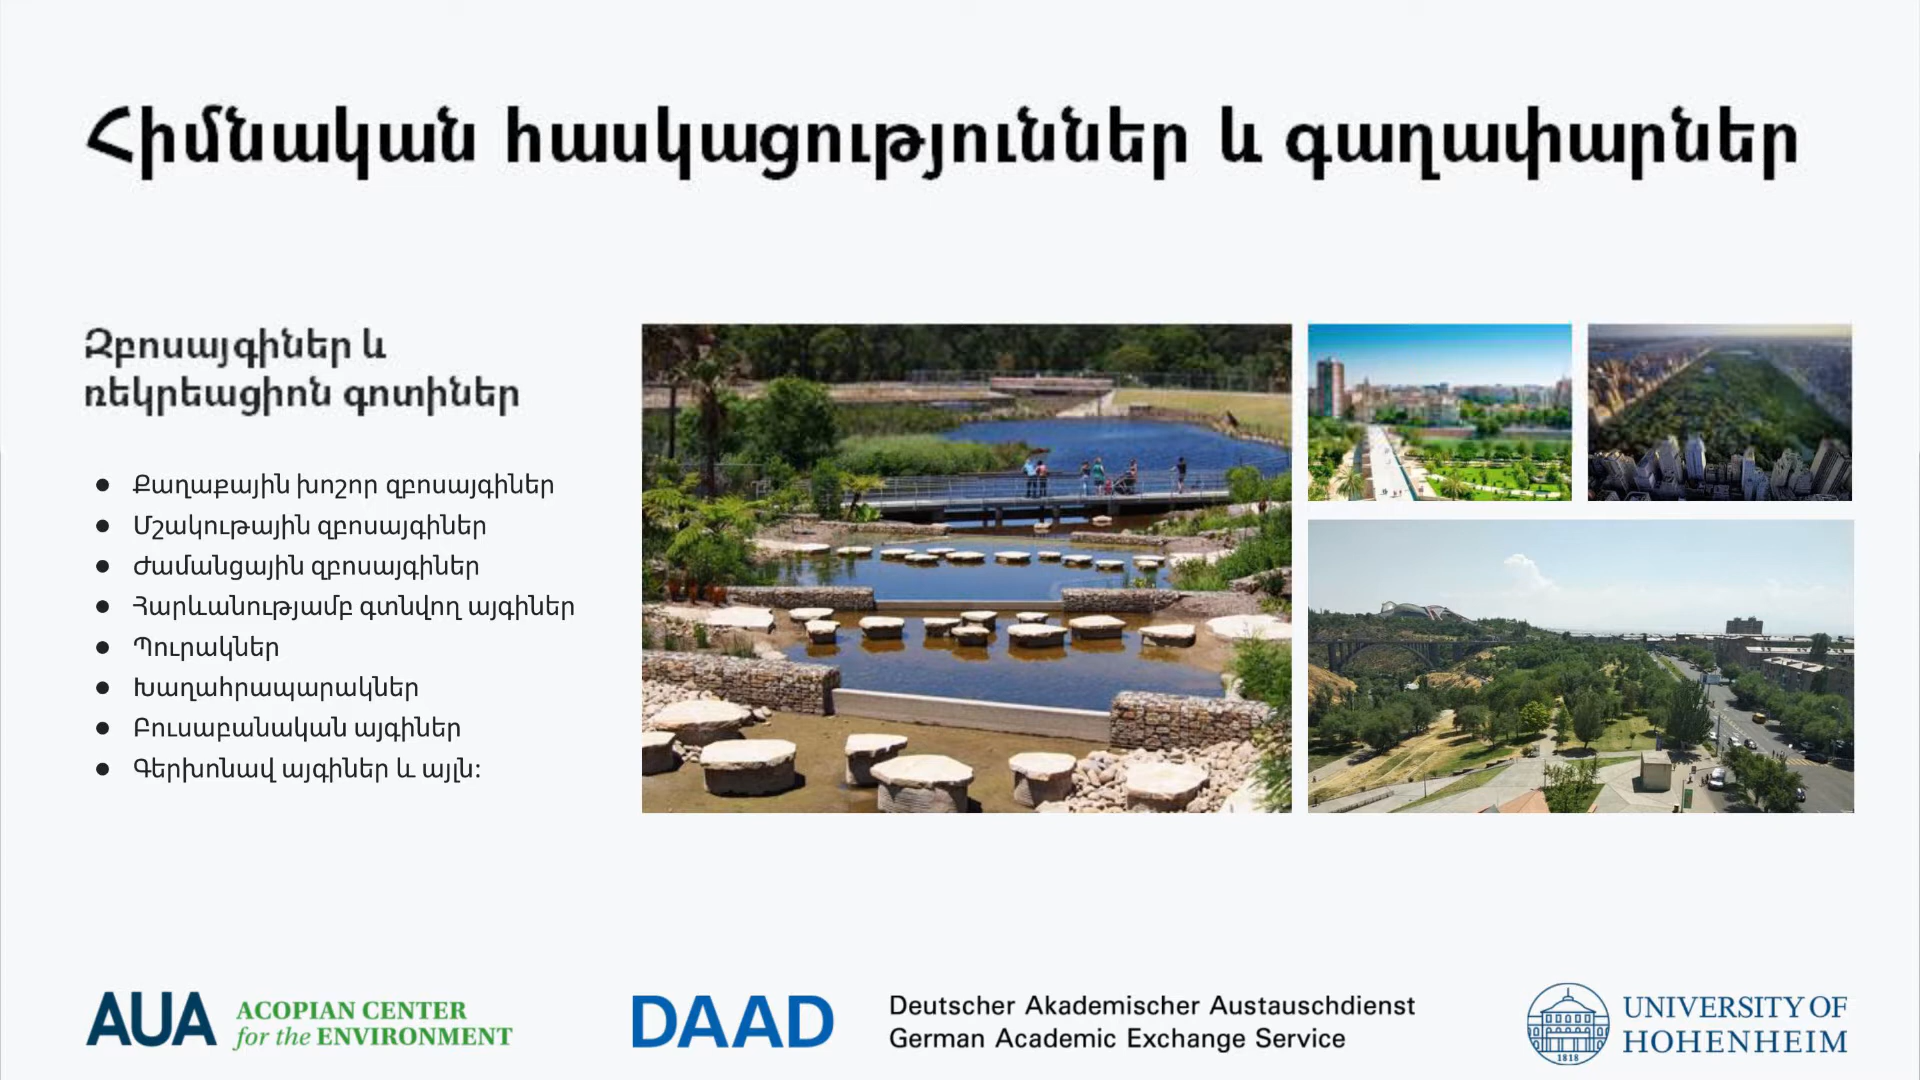 Հիմնական հասկացություններ և գաղափարներ
Զբոսայգիներ և
ռեկրեացիոն գոտիներ
● Քաղաքային խոշոր զբոսայգիներ
● Մշակութային զբոսայգիներ
● Ժամանցային զբոսայգիներ
● Հարևանությամբ գտնվող այգիներ
● Պուրակներ
● Խաղահրապարակներ
● Բուսաբանական այգիներ
● Գերխոնավ այգիներ և այլն:
AUA ACOPIAN CENTER
for the ENVIRONMENT
DAAD Deutscher Akademischer Austauschdienst
German Academic Exchange Service
1818
UNIVERSITY OF
HOHENHEIM